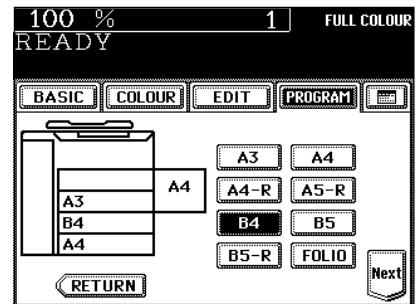 100 % 1 FULL COLOUR
READY
BASIC COLOUR EDIT PROGRAM
A4
A3
B4
A4
A3 A4
A4-R A5-R
B4 B5
B5-R FOLIO
RETURN
Next